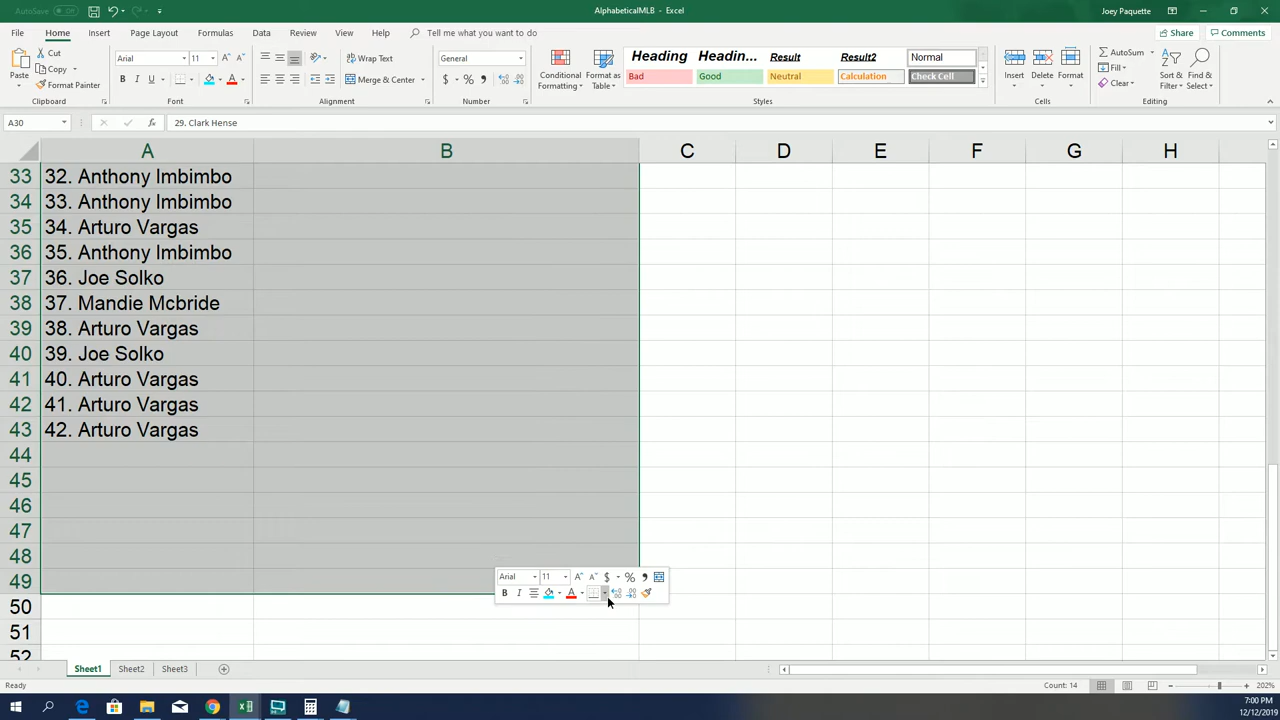 AutoSave Off
AlphabeticalMLB - Excel
Joey Paquette
File Home Insert Page Layout Formulas Data Review View Help Tell me what you want to do
Share Comments
Paste
Cut
Copy
Format Painter
Clipboard
Arial 11
B I U A
Font
Wrap Text
Merge & Center
Alignment
General
$ % ,
Number
Conditional Formatting
Format as Table
Heading Headin... Result Result2 Normal
Bad Good Neutral Calculation Check Cell
Styles
Insert Delete Format
Cells
AutoSum
Fill
Clear
Sort & Filter
Find & Select
Editing
A30 fx 29. Clark Hense
A B C D E F G H
33 32. Anthony Imbimbo
34 33. Anthony Imbimbo
35 34. Arturo Vargas
36 35. Anthony Imbimbo
37 36. Joe Solko
38 37. Mandie Mcbride
39 38. Arturo Vargas
40 39. Joe Solko
41 40. Arturo Vargas
42 41. Arturo Vargas
43 42. Arturo Vargas
44
45
46
47
48
49
Arial 11 A A $ % ,
B I A
50
51
52
Sheet1 Sheet2 Sheet3
Ready
Count: 14
202%
7:00 PM
12/12/2019